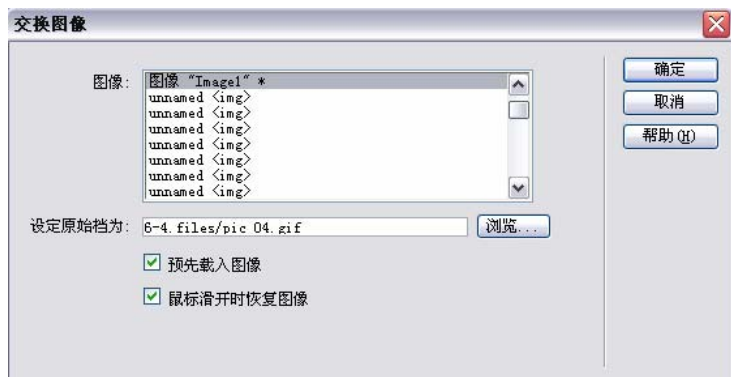 交换图像
图像: 图像 "Image1" *
unnamed <img>
unnamed <img>
unnamed <img>
unnamed <img>
unnamed <img>
unnamed <img>
unnamed <img>
确定
取消
帮助(H)
设定原始档为: 6-4.files/pic_04.gif 浏览...
预先载入图像
鼠标滑开时恢复图像